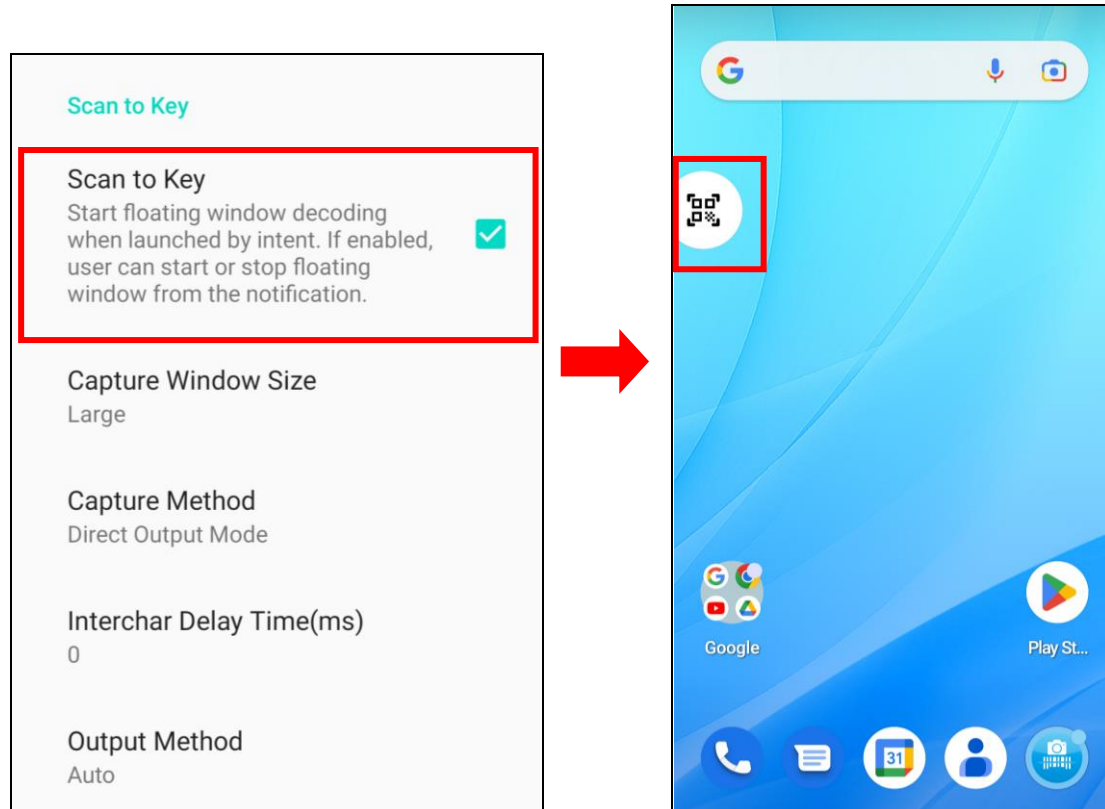 Scan to Key
Scan to Key
Start floating window decoding
when launched by intent. If enabled,
user can start or stop floating
window from the notification.
Capture Window Size
Large
Capture Method
Direct Output Mode
Interchar Delay Time(ms)
0
Output Method
Auto
G
Google
Play St...
31